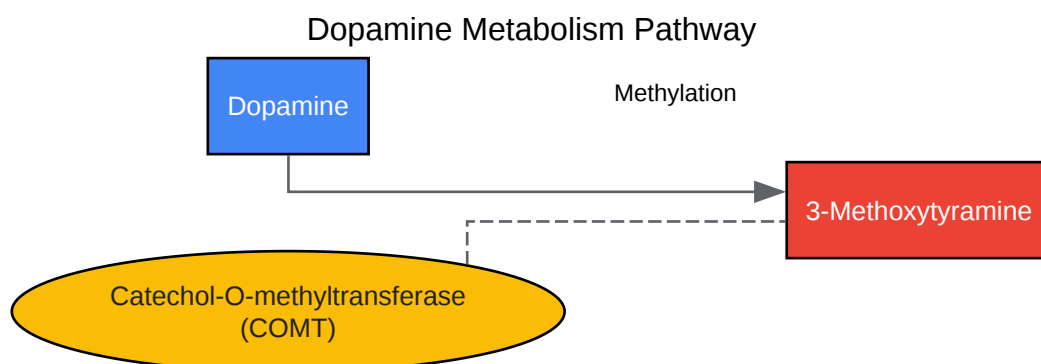 Dopamine Metabolism Pathway
Dopamine
Methylation
3-Methoxytyramine
Catechol-O-methyltransferase
(COMT)